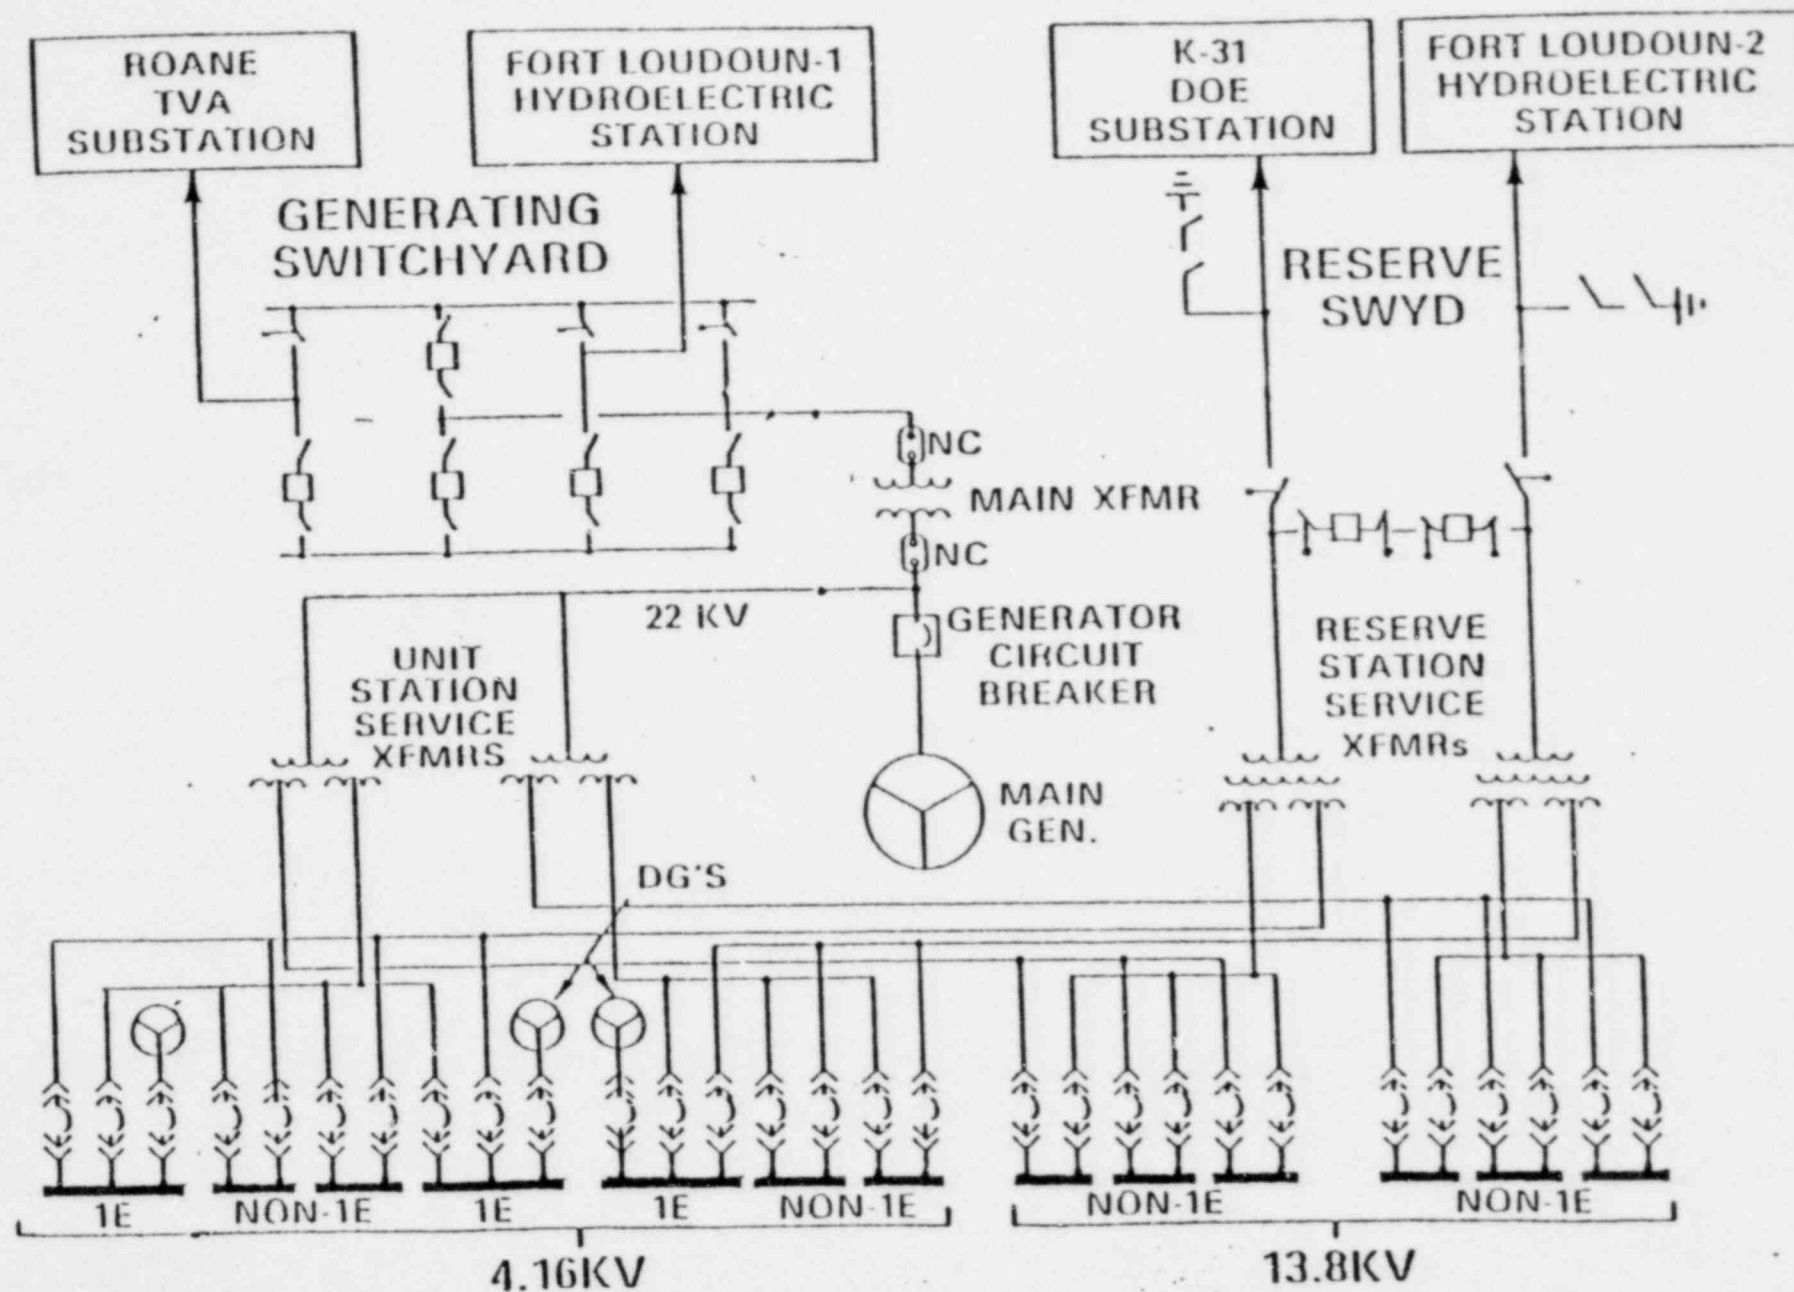 ROANE
TVA
SUBSTATION
FORT LOUDOUN-1
HYDROELECTRIC
STATION
K-31
DOE
SUBSTATION
FORT LOUDOUN-2
HYDROELECTRIC
STATION
GENERATING
SWITCHYARD
RESERVE
SWYD
NC
MAIN XFMR
NC
22 KV
GENERATOR
CIRCUIT
BREAKER
UNIT
STATION
SERVICE
XFMRS
RESERVE
STATION
SERVICE
XFMRs
MAIN
GEN.
DG'S
1E
NON-1E
1E
1E
NON-1E
NON-1E
NON-1E
4.16KV
13.8KV